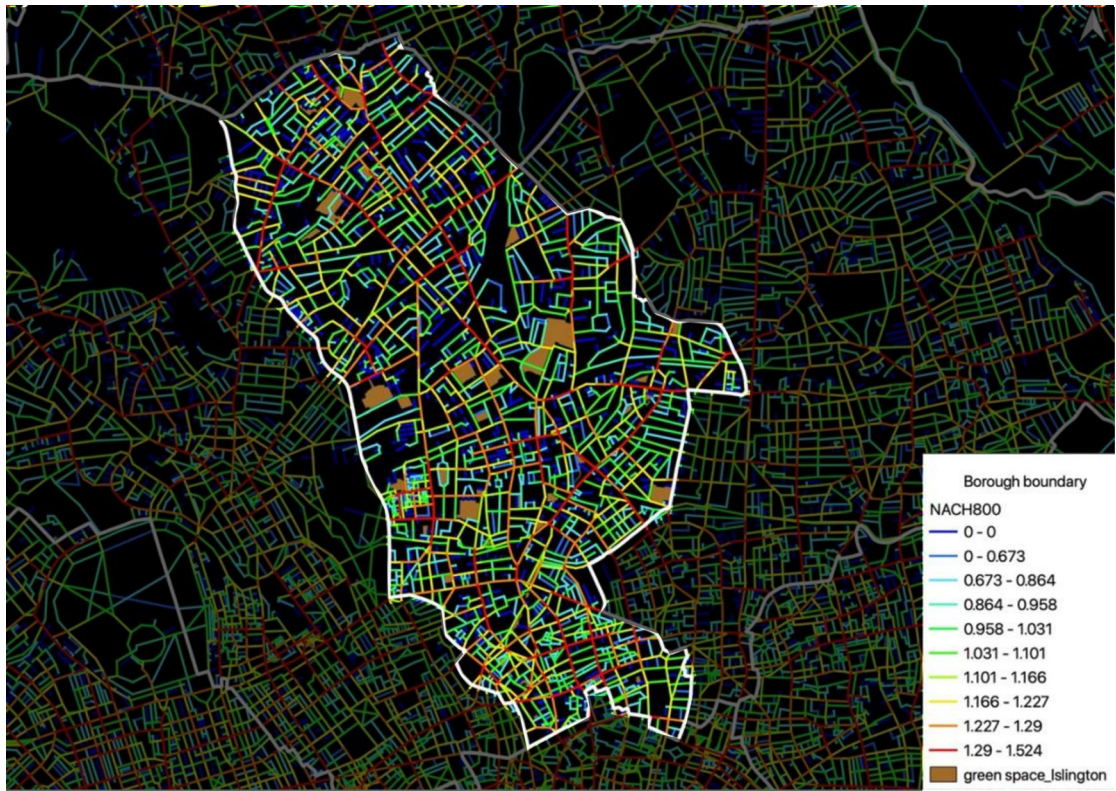 Borough boundary
NACH800
0 - 0
0 - 0.673
0.673 - 0.864
0.864 - 0.958
0.958 - 1.031
1.031 - 1.101
1.101 - 1.166
1.166 - 1.227
1.227 - 1.29
1.29 - 1.524
green space_Islington